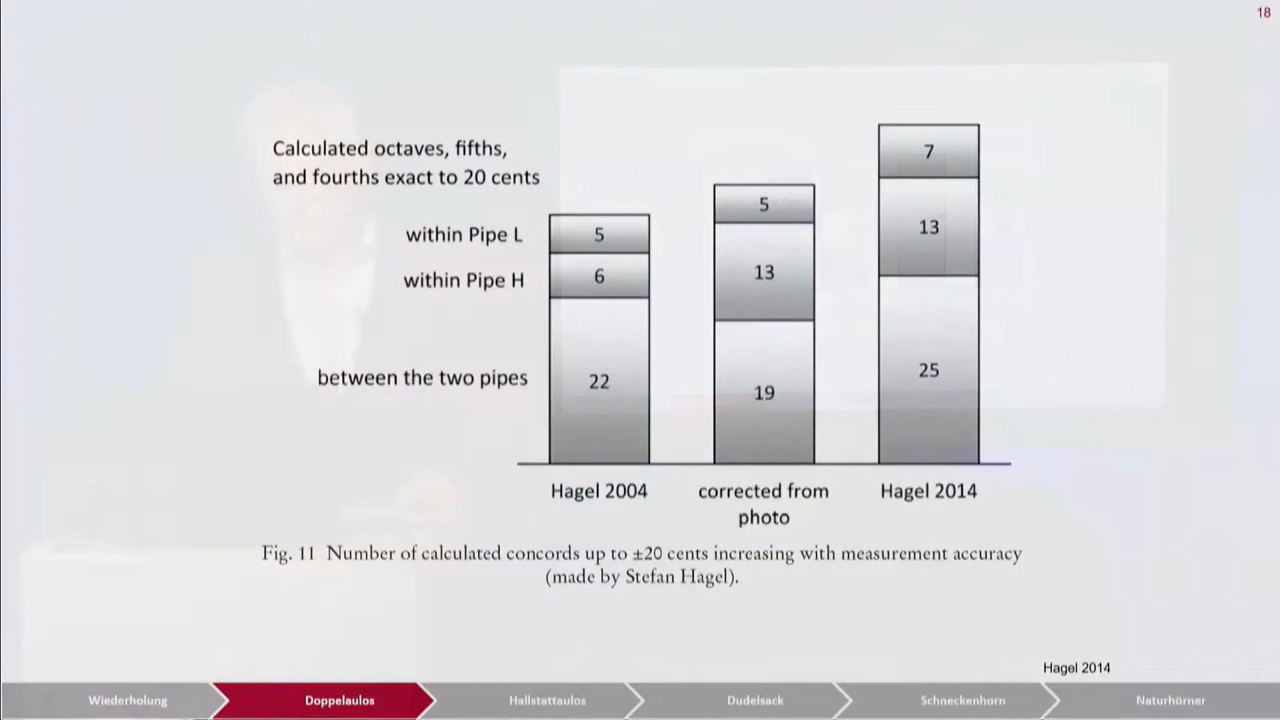 18
Calculated octaves, fifths,
and fourths exact to 20 cents
within Pipe L
within Pipe H
between the two pipes
5
6
22
5
13
19
7
13
25
Hagel 2004
corrected from
photo
Hagel 2014
Fig. 11 Number of calculated concords up to ±20 cents increasing with measurement accuracy
(made by Stefan Hagel).
Hagel 2014
Wiederholung
Doppelaulos
Hallstattaulos
Dudelsack
Schneckenhorn
Naturhörner